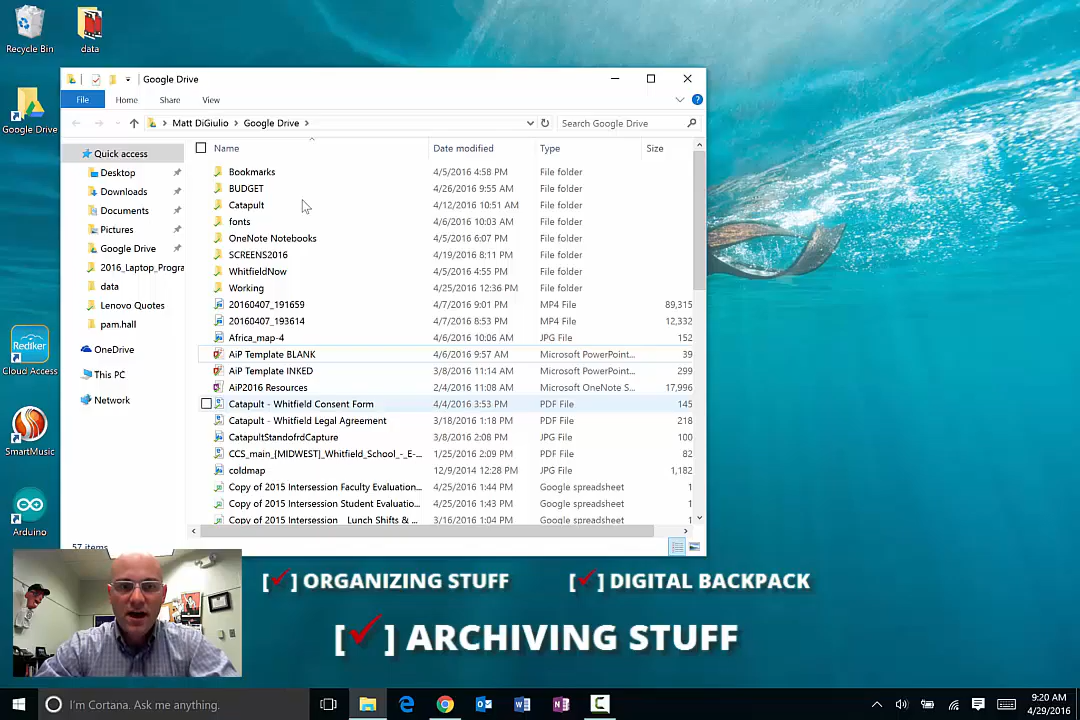 Recycle Bin
data
Google Drive
Cloud Access
Rediker
SmartMusic
Arduino
Google Drive
File
Home
Share
View
Matt DiGiulio
Google Drive
Search Google Drive
Quick access
Desktop
Downloads
Documents
Pictures
Google Drive
2016_Laptop_Progra
data
Lenovo Quotes
pam.hall
OneDrive
This PC
Network
Name Date modified Type Size
Bookmarks 4/5/2016 4:58 PM File folder
BUDGET 4/26/2016 9:55 AM File folder
Catapult 4/12/2016 10:51 AM File folder
fonts 4/6/2016 10:03 AM File folder
OneNote Notebooks 4/5/2016 6:07 PM File folder
SCREENS2016 4/19/2016 8:11 PM File folder
WhitfieldNow 4/5/2016 4:55 PM File folder
Working 4/25/2016 12:36 PM File folder
20160407_191659 4/7/2016 9:01 PM MP4 File 89,315
20160407_193614 4/7/2016 8:53 PM MP4 File 12,332
Africa_map-4 4/6/2016 10:06 AM JPG File 152
AiP Template BLANK 4/6/2016 9:57 AM Microsoft PowerPoint... 39
AiP Template INKED 3/8/2016 11:14 AM Microsoft PowerPoint... 299
AiP2016 Resources 2/4/2016 11:08 AM Microsoft OneNote S... 17,996
Catapult - Whitfield Consent Form 4/4/2016 3:53 PM PDF File 145
Catapult - Whitfield Legal Agreement 3/18/2016 1:18 PM PDF File 218
CatapultStandofrdCapture 3/8/2016 2:08 PM JPG File 100
CCS_main_(MIDWEST)_Whitfield_School_-_E-... 1/25/2016 2:09 PM PDF File 82
coldmap 12/9/2014 12:28 PM JPG File 1,182
Copy of 2015 Intersession Faculty Evaluation... 4/25/2016 1:44 PM Google spreadsheet 1
Copy of 2015 Intersession Student Evaluatio... 4/25/2016 1:43 PM Google spreadsheet 1
Copy of 2015 Intersession Lunch Shifts & ... 3/16/2016 1:04 PM Google spreadsheet 1
57 items
[✓] ORGANIZING STUFF [✓] DIGITAL BACKPACK
[✓] ARCHIVING STUFF
I'm Cortana. Ask me anything.
9:20 AM
4/29/2016